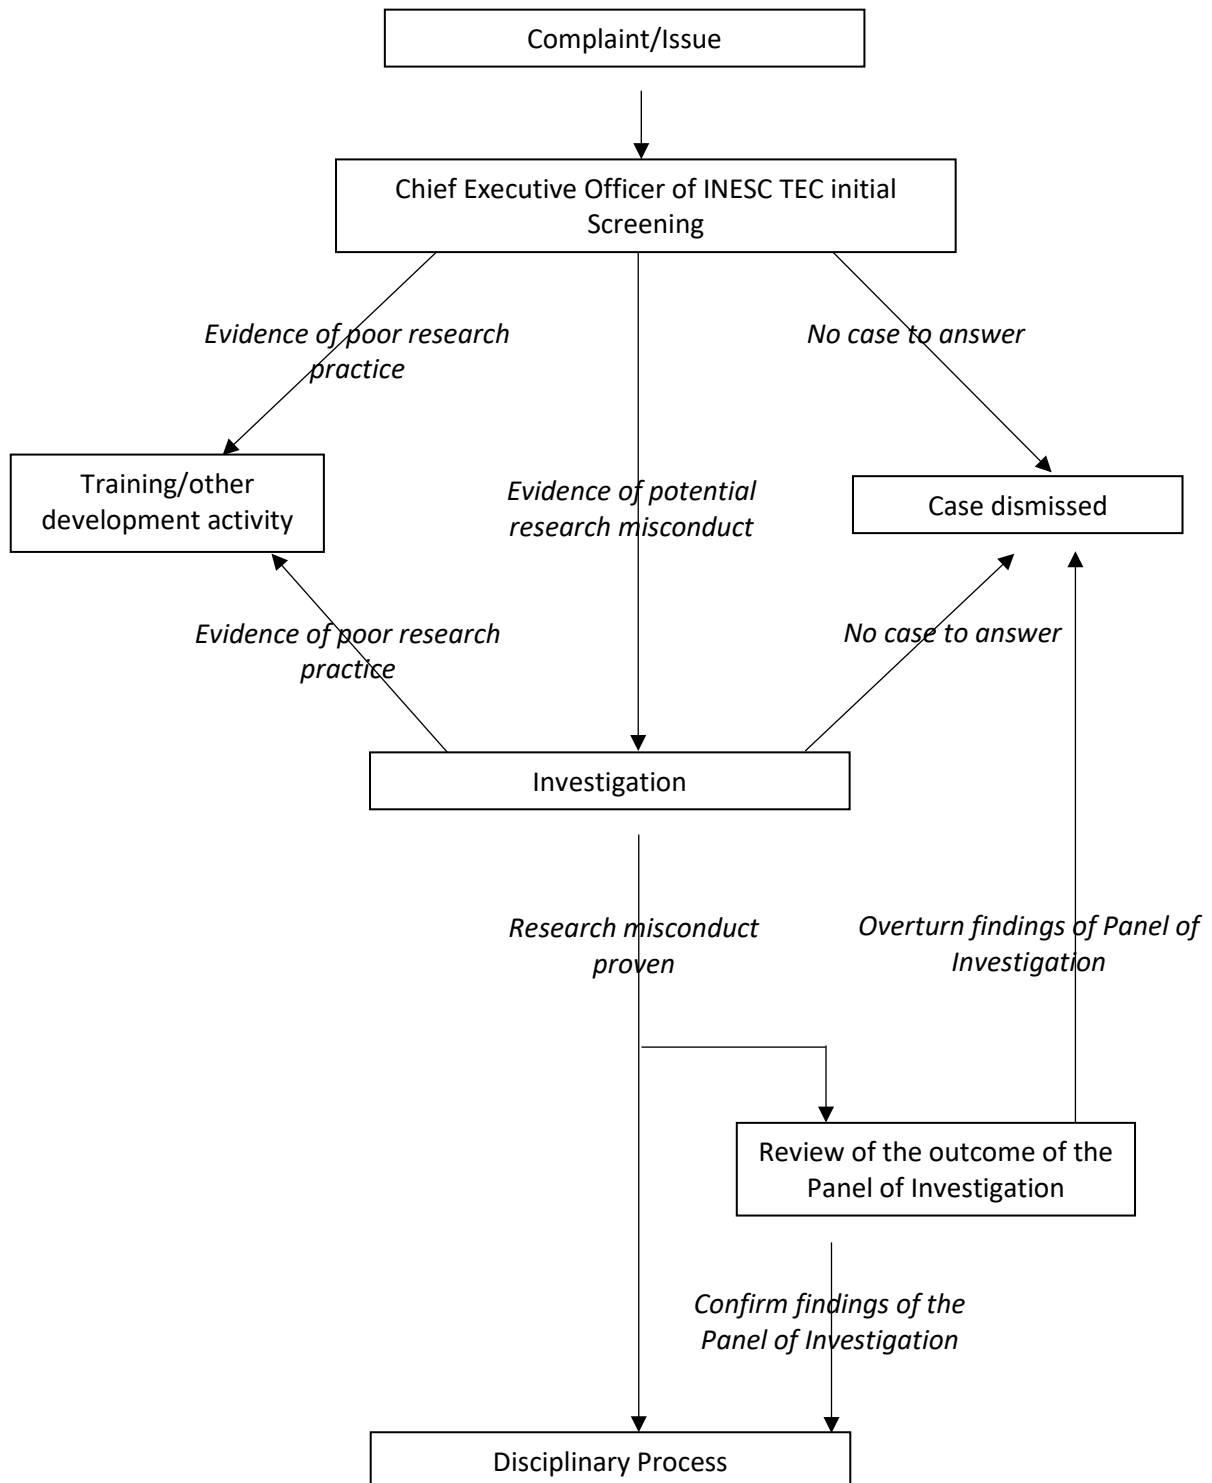 Complaint/Issue
Chief Executive Officer of INESC TEC initial
Screening
Evidence of poor research
practice
No case to answer
Training/other
development activity
Evidence of potential
research misconduct
Case dismissed
Evidence of poor research
practice
No case to answer
Investigation
Research misconduct
proven
Overturn findings of Panel of
Investigation
Review of the outcome of the
Panel of Investigation
Confirm findings of the
Panel of Investigation
Disciplinary Process